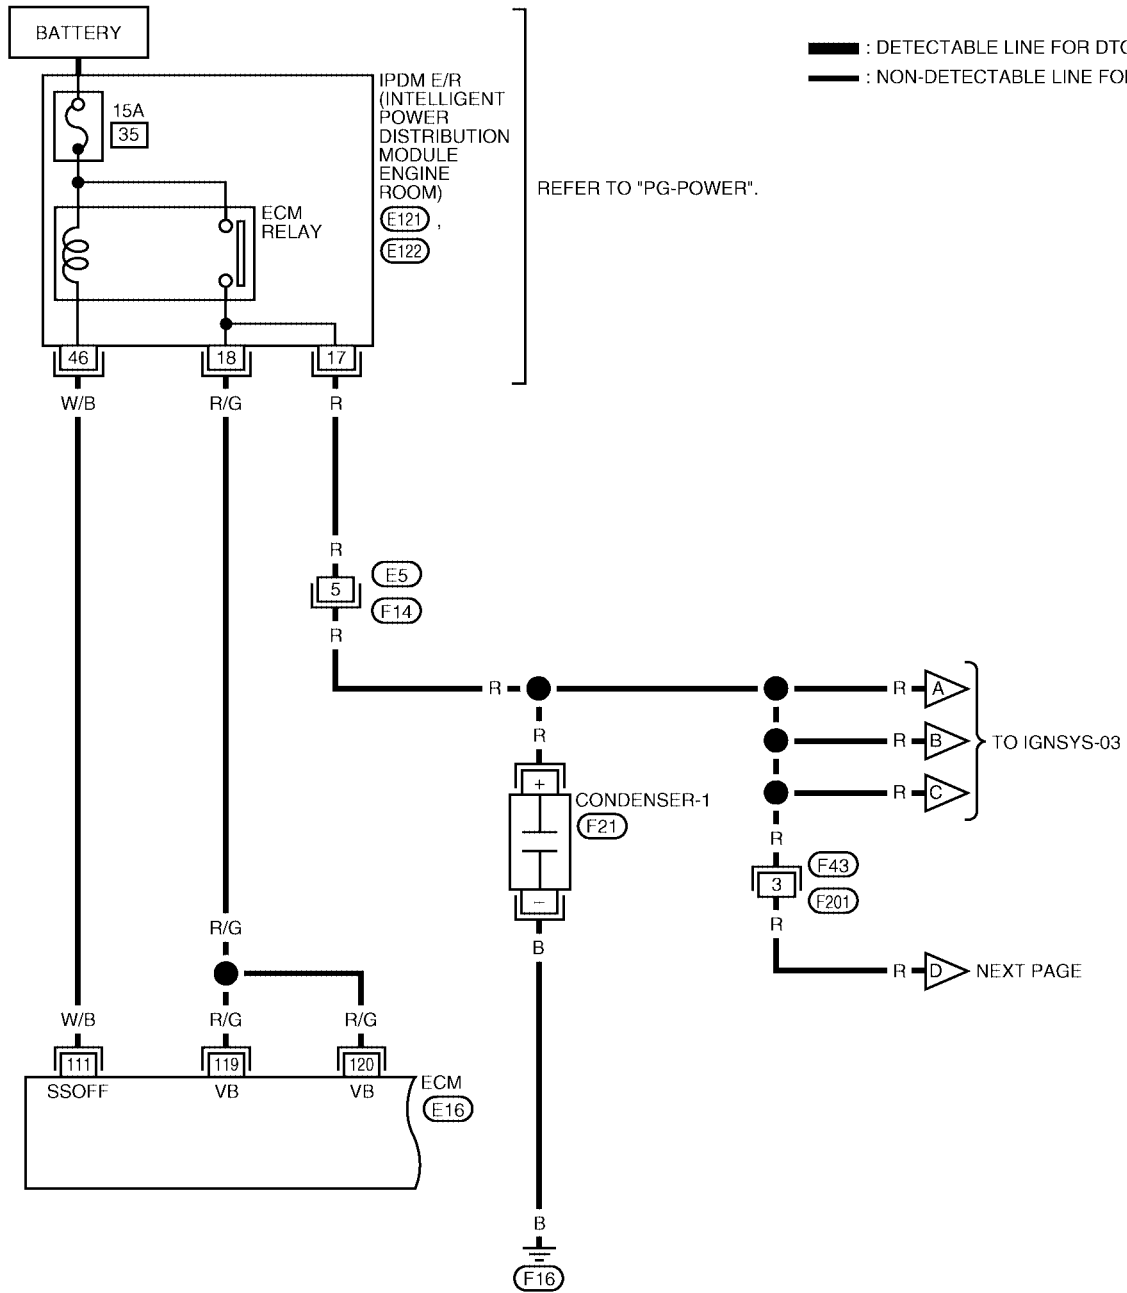 BATTERY
: DETECTABLE LINE FOR DTC
: NON-DETECTABLE LINE FO
IPDM E/R
(INTELLIGENT
POWER
DISTRIBUTION
MODULE
ENGINE
ROOM)
E121 ,
E122
15A
35
REFER TO "PG-POWER".
ECM
RELAY
46 18 17
W/B R/G R
R
5
E5
F14
R
R
R A
R
R B
TO IGNSYS-03
R C
+
CONDENSER-1
F21
R
F43
3
F201
–
R
B
R/G
R D NEXT PAGE
W/B R/G R/G
111 119 120
SSOFF VB VB
ECM
E16
B
F16